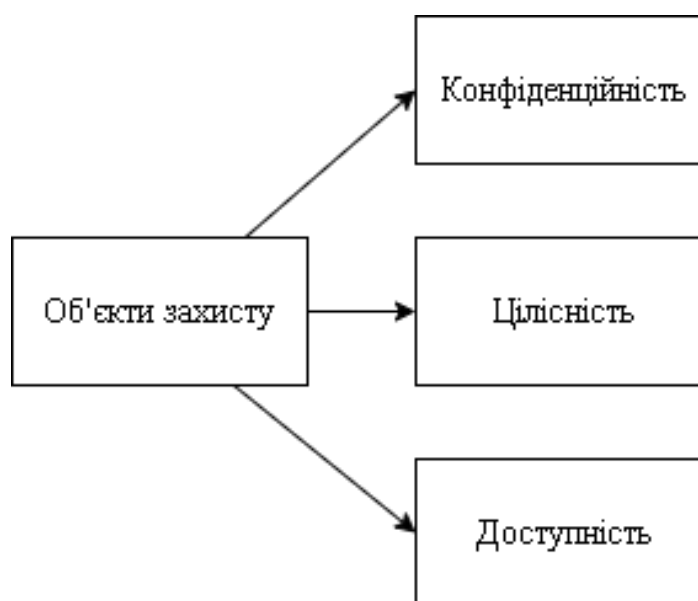 Конфіденційність
Об'єкти захисту
Цілісність
Доступність